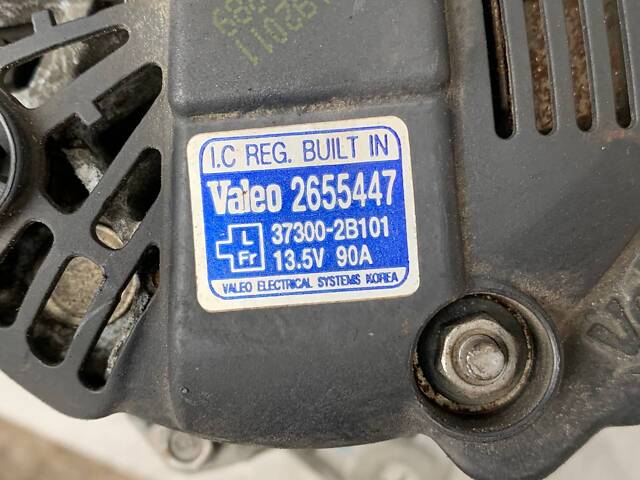 I.C REG. BUILT IN
Valeo 2655447
L
Fr
37300-2B101
13.5V 90A
VALEO ELECTRICAL SYSTEMS KOREA